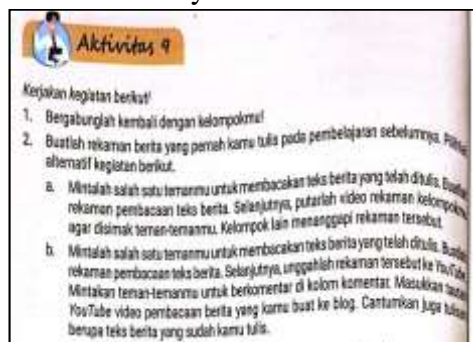 Aktivitas 9
Kerjakan kegiatan berikut!
1. Bergabunglah kembali dengan kelompokmu!
2. Buatlah rekaman berita yang pernah kamu tulis pada pembelajaran sebelumnya.
alternatif kegiatan berikut.
a. Mintalah salah satu temanmu untuk membacakan teks berita yang telah ditulis.
rekaman pembacaan teks berita. Selanjutnya, putarlah video rekaman
agar disimak teman-temanmu. Kelompok lain menanggapi rekaman tersebut.
b. Mintalah salah satu temanmu untuk membacakan teks berita yang telah ditulis.
rekaman pembacaan teks berita. Selanjutnya, unggahlah rekaman tersebut ke
Mintakan teman-temanmu untuk berkomentar di kolom komentar. Masukkan
YouTube video pembacaan berita yang kamu buat ke blog. Cantumkan juga
berupa teks berita yang sudah kamu tulis.